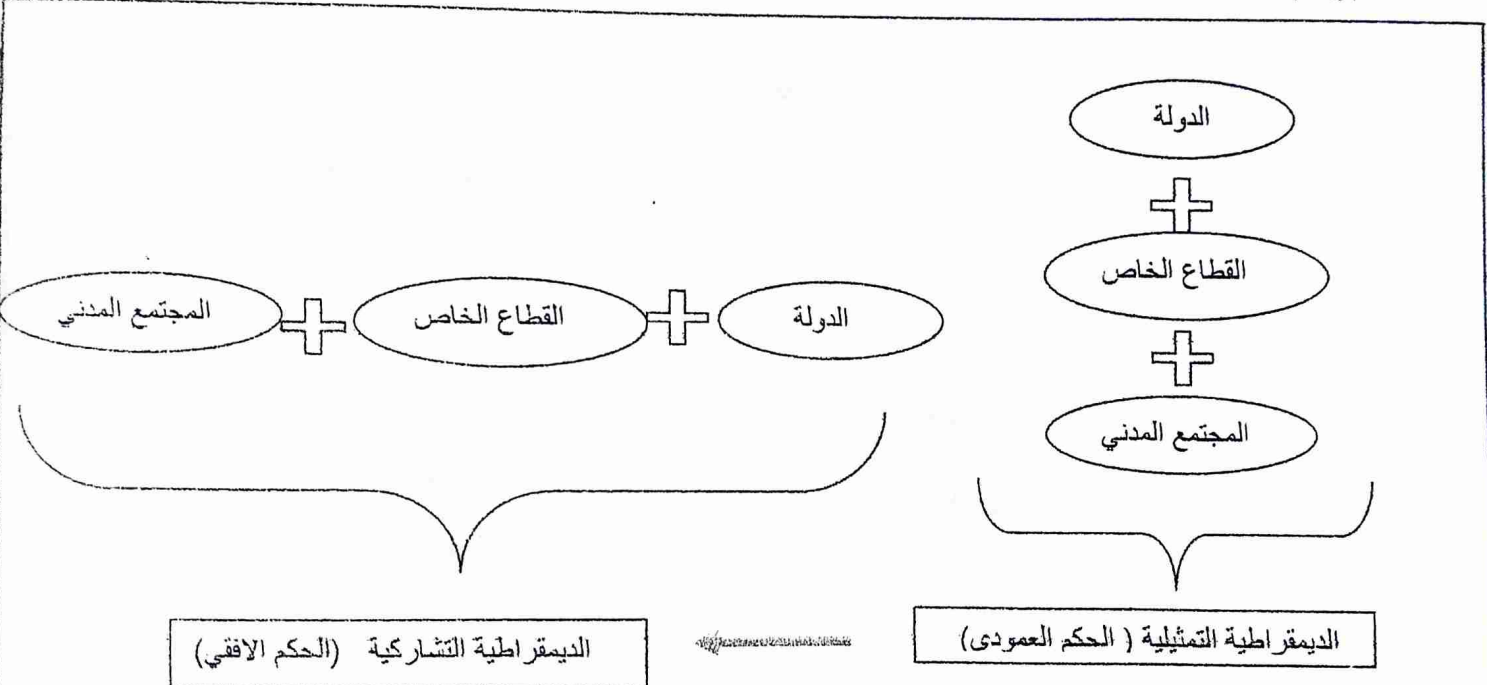 الدولة
القطاع الخاص
المجتمع المدني
الدولة
القطاع الخاص
المجتمع المدني
الديمقراطية التمثيلية ( الحكم العمودى)
الديمقراطية التشاركية (الحكم الافقي)